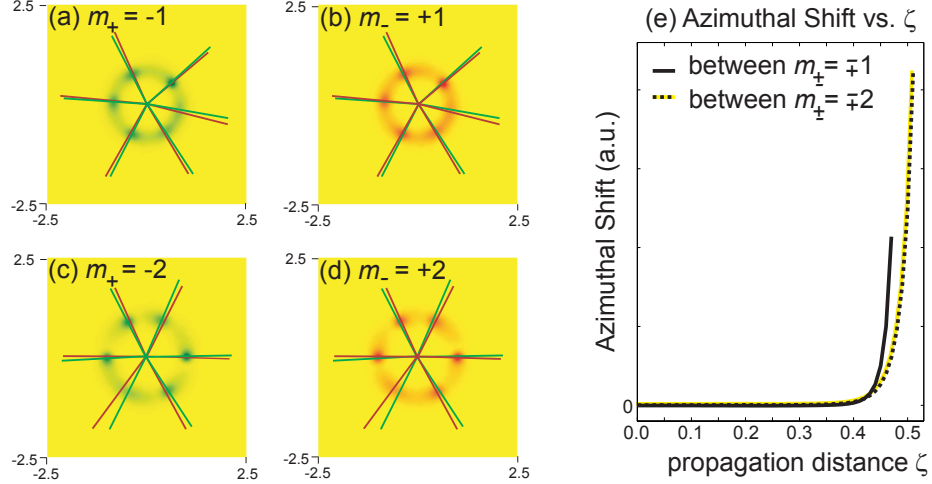 (a) m₊ = -1
2.5
-2.5
-2.5
2.5
(b) m₋ = +1
2.5
-2.5
-2.5
2.5
(c) m₊ = -2
2.5
-2.5
-2.5
2.5
(d) m₋ = +2
2.5
-2.5
-2.5
2.5
(e) Azimuthal Shift vs. ζ
between m± = ∓1
between m± = ∓2
Azimuthal Shift (a.u.)
0
0.0 0.1 0.2 0.3 0.4 0.5
propagation distance ζ